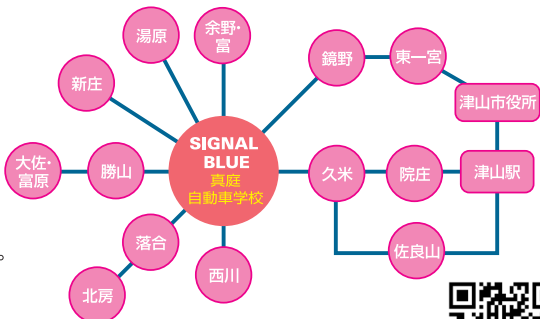 湯原
余野・
富
新庄
鏡野
東一宮
津山市役所
SIGNAL
BLUE
真庭
自動車学校
大佐・
富原
勝山
久米
院庄
津山駅
落合
佐良山
西川
北房
。